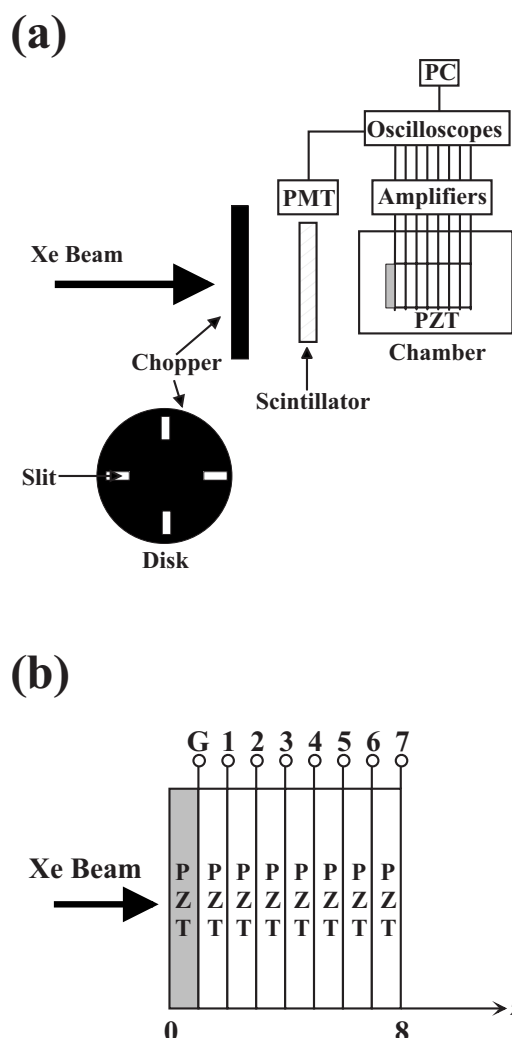 (a)
PC
Oscilloscopes
PMT
Amplifiers
Xe Beam
PZT
Chamber
Chopper
Scintillator
Slit
Disk
(b)
G 1 2 3 4 5 6 7
Xe Beam
P P P P P P P P
Z Z Z Z Z Z Z Z
T T T T T T T T
0 8